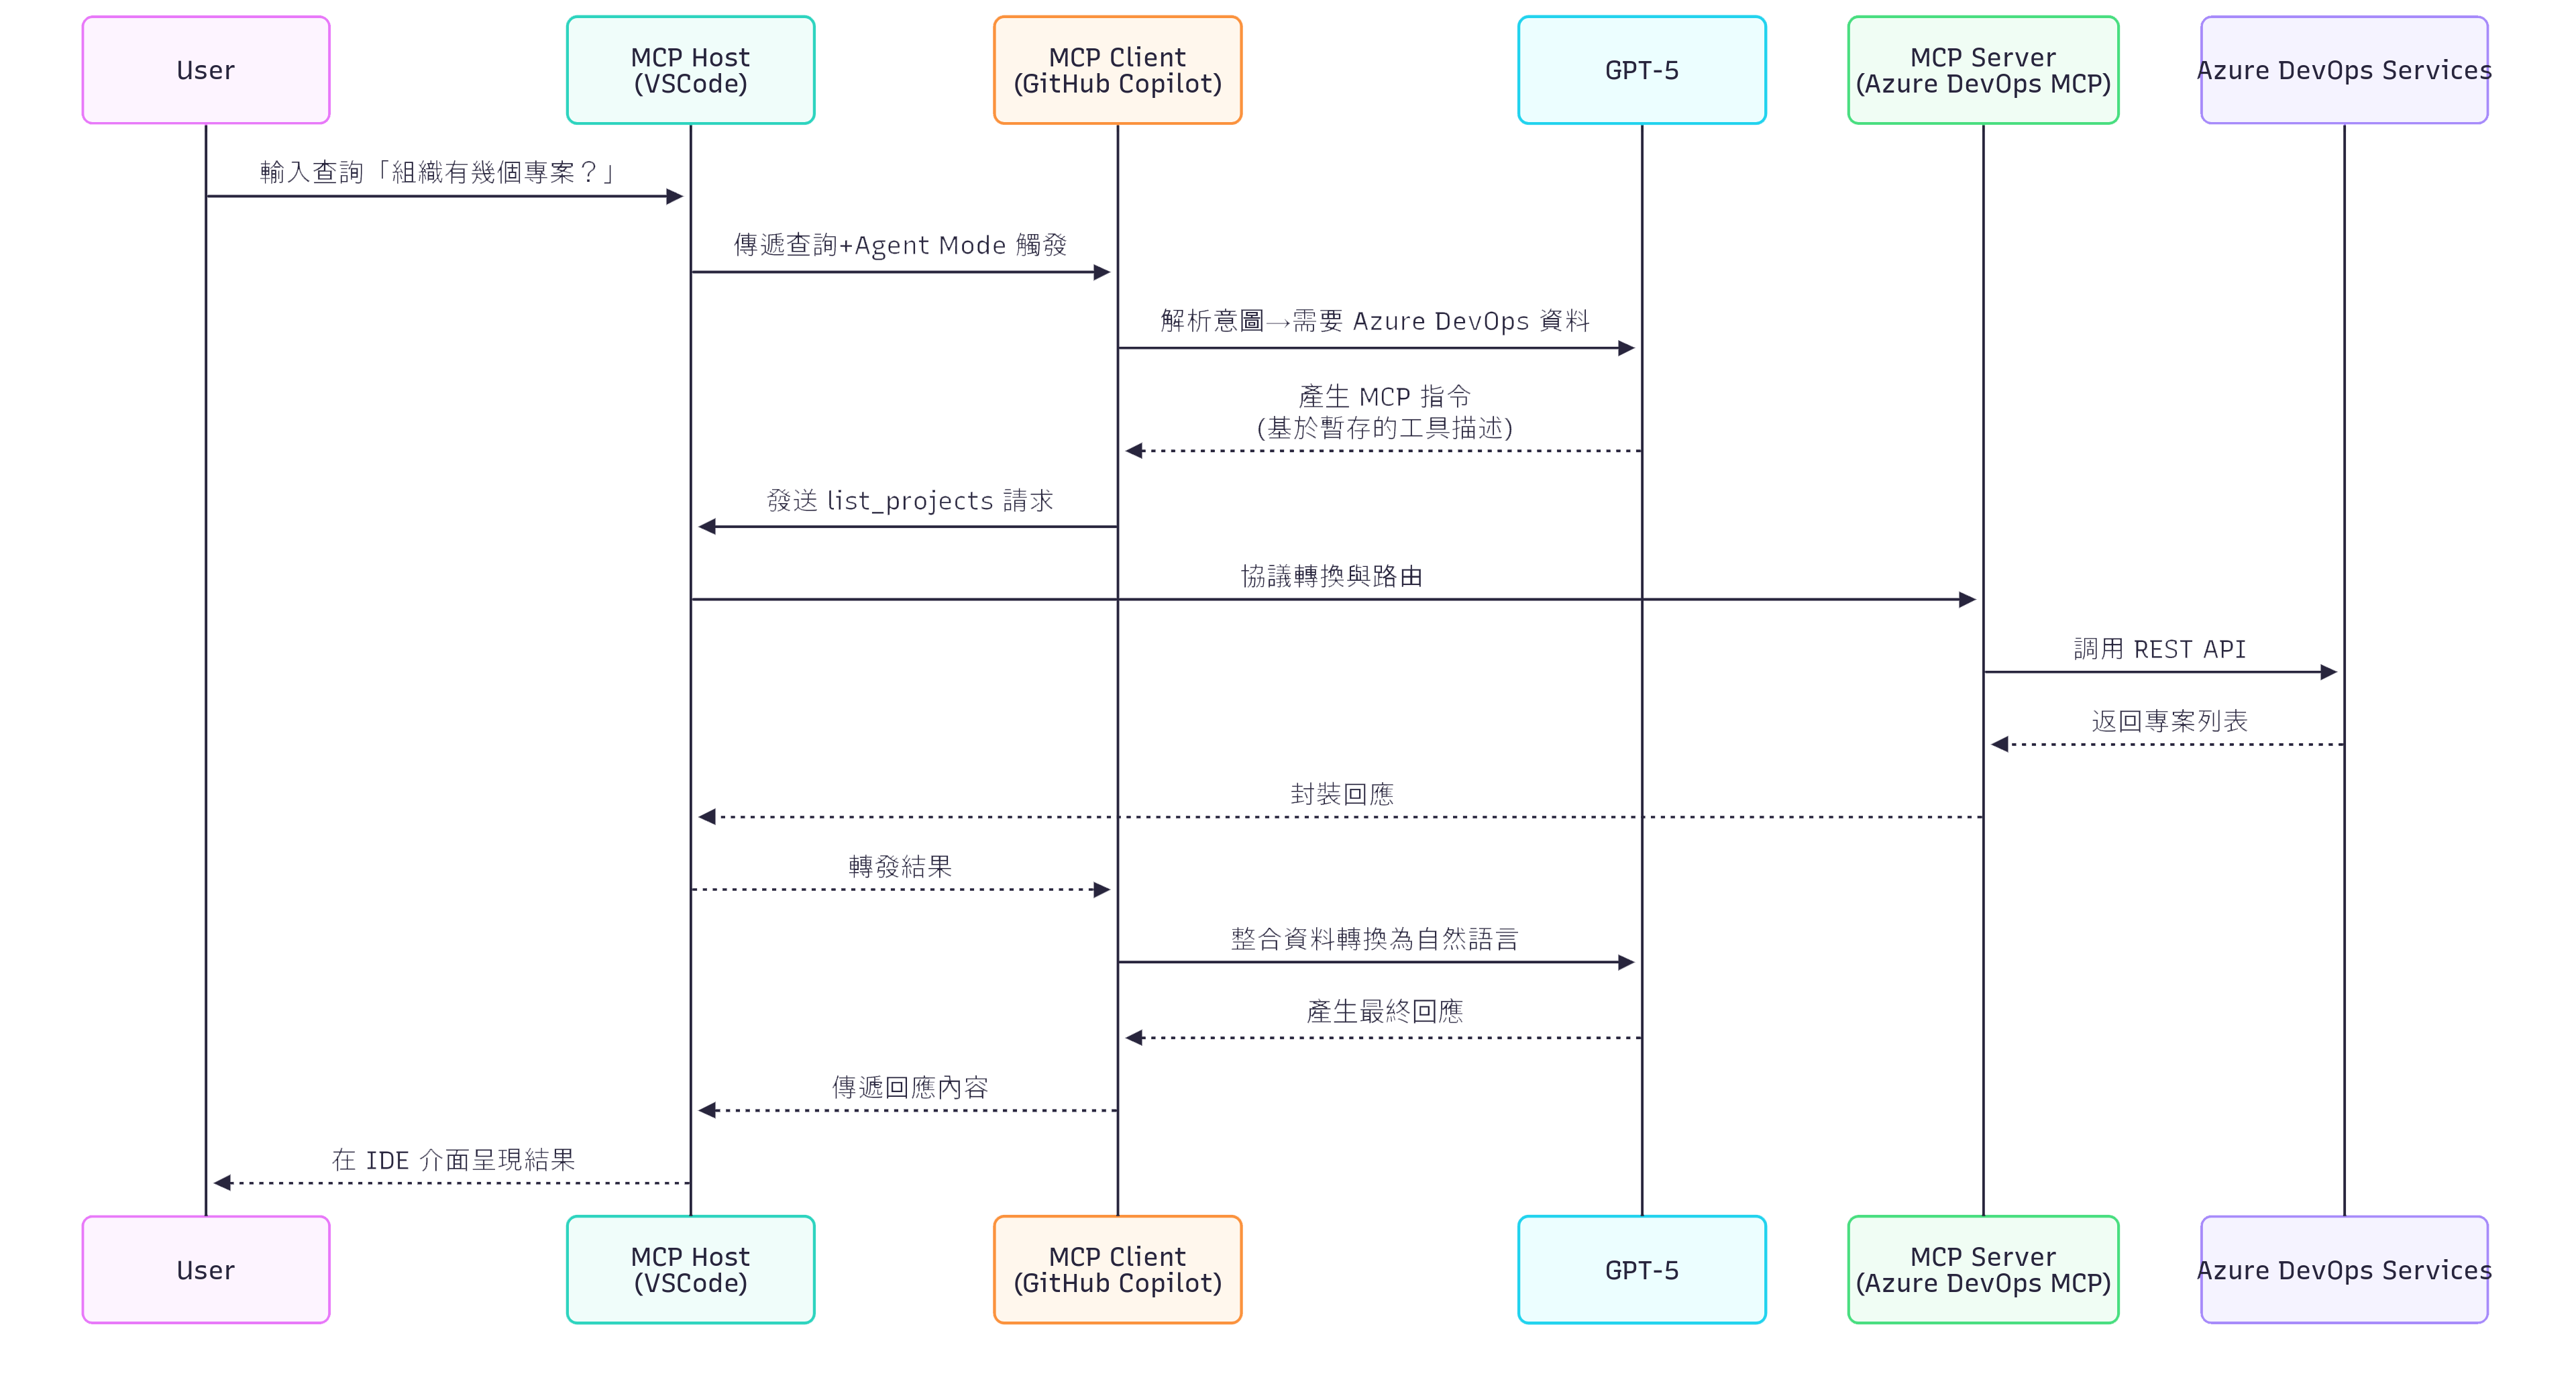 User
MCP Host
(VSCode)
MCP Client
(GitHub Copilot)
GPT-5
MCP Server
(Azure DevOps MCP)
Azure DevOps Services
輸入查詢「組織有幾個專案？」
傳遞查詢+Agent Mode 觸發
解析意圖→需要 Azure DevOps 資料
產生 MCP 指令
(基於暫存的工具描述)
發送 list_projects 請求
協議轉換與路由
調用 REST API
返回專案列表
封裝回應
轉發結果
整合資料轉換為自然語言
產生最終回應
傳遞回應內容
在 IDE 介面呈現結果
User
MCP Host
(VSCode)
MCP Client
(GitHub Copilot)
GPT-5
MCP Server
(Azure DevOps MCP)
Azure DevOps Services